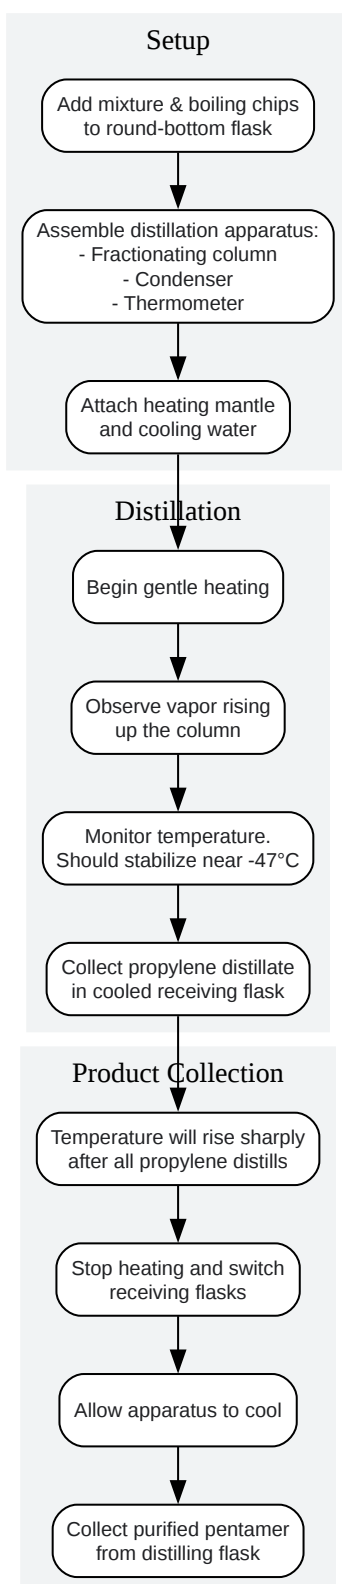 Setup
Add mixture & boiling chips
to round-bottom flask
Assemble distillation apparatus:
- Fractionating column
- Condenser
- Thermometer
Attach heating mantle
and cooling water
Distillation
Begin gentle heating
Observe vapor rising
up the column
Monitor temperature.
Should stabilize near -47°C
Collect propylene distillate
in cooled receiving flask
Product Collection
Temperature will rise sharply
after all propylene distills
Stop heating and switch
receiving flasks
Allow apparatus to cool
Collect purified pentamer
from distilling flask